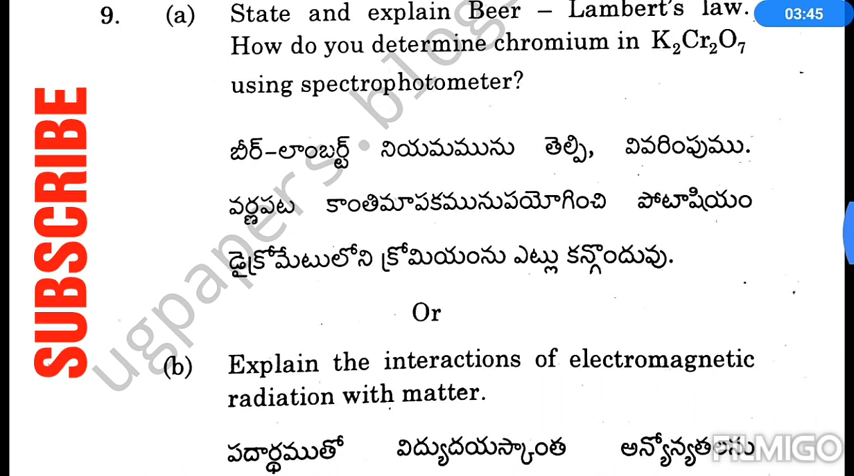 03:45
9. (a) State and explain Beer – Lambert's law.
How do you determine chromium in K₂Cr₂O₇
using spectrophotometer?
బీర్-లాంబర్ట్ నియమమును తెల్పి, వివరింపుము.
వర్ణపట కాంతిమాపకమునుపయోగించి పోటాషియం
డైక్రోమేటులోని క్రోమియంను ఎట్లు కన్గొందువు.
Or
(b) Explain the interactions of electromagnetic
radiation with matter.
పదార్థముతో విద్యుదయస్కాంత అన్యోన్యతలను
SUBSCRIBE
ugpapers.blog
FILMIGO